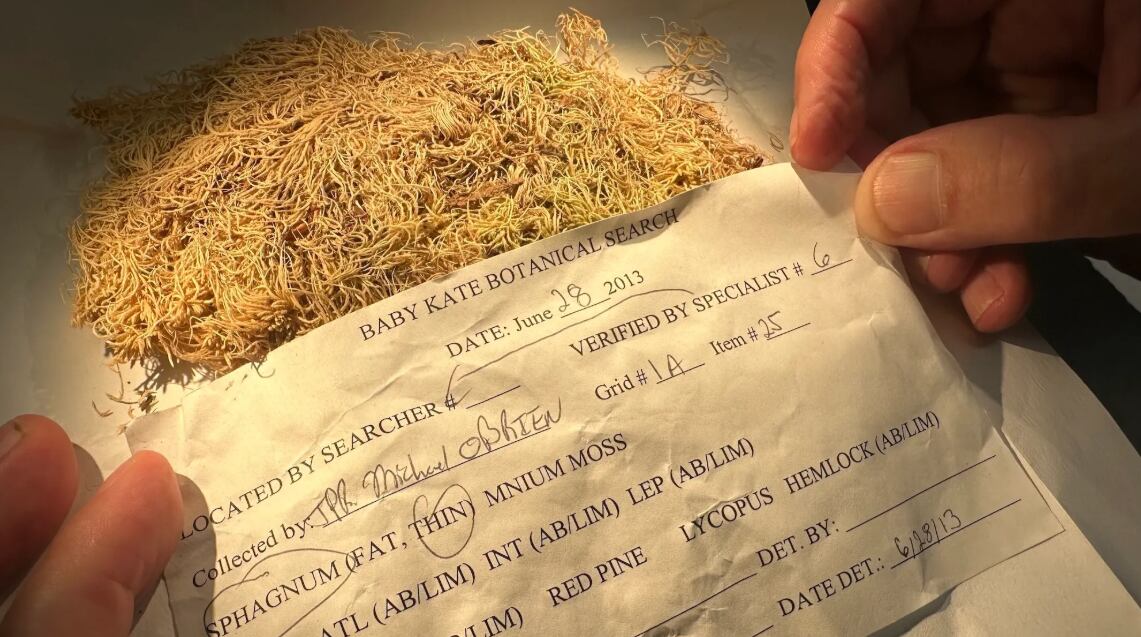 BABY KATE BOTANICAL SEARCH
DATE: June 28 2013
LOCATED BY SEARCHER # VERIFIED BY SPECIALIST # 6
Collected by: TPR. Michael OBRIEN Grid # 1A Item # 25
SPHAGNUM (FAT, THIN) MNIUM MOSS
ATL (AB/LIM) INT (AB/LIM) LEP (AB/LIM)
/LIM) RED PINE LYCOPUS HEMLOCK (AB/LIM)
DET. BY:
DATE DET.: 6/28/13